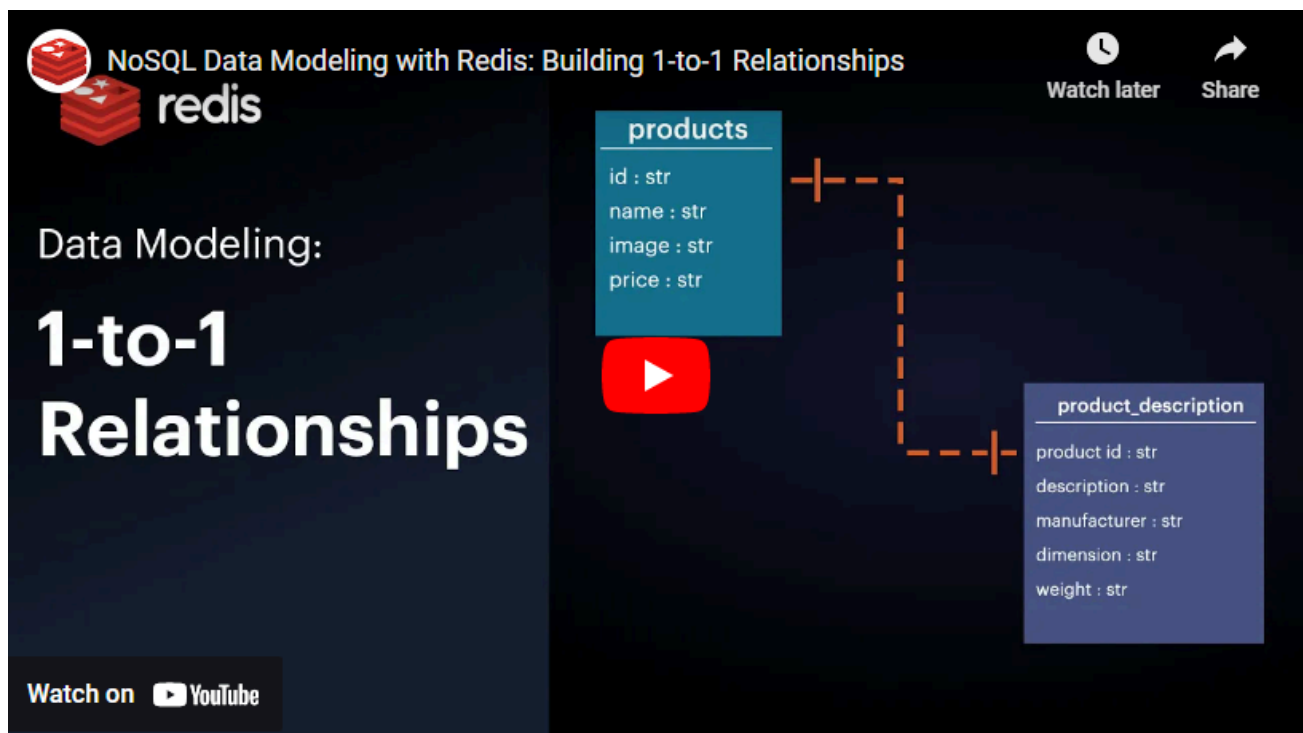 NoSQL Data Modeling with Redis: Building 1-to-1 Relationships
Watch later
Share
redis
Data Modeling:
1-to-1
Relationships
products
id : str
name : str
image : str
price : str
product_description
product id : str
description : str
manufacturer : str
dimension : str
weight : str
Watch on YouTube